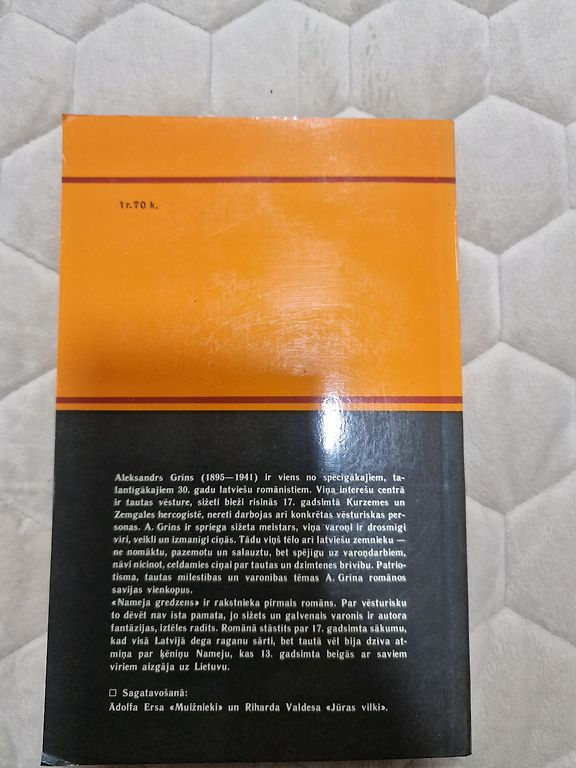 1 r. 70 k.
Aleksandrs Grīns (1895—1941) ir viens no spēcīgākajiem, ta-
lantīgākajiem 30. gadu latviešu romānistiem. Viņa interešu centrā
ir tautas vēsture, sižeti bieži risinās 17. gadsimtā Kurzemes un
Zemgales hercogistē, nereti darbojas arī konkrētas vēsturiskas per-
sonas. A. Grīns ir spriega sižeta meistars, viņa varoņi ir drosmīgi
vīri, veikli un izmanīgi cīņās. Tādu viņš tēlo arī latviešu zemnieku —
ne nomāktu, pazemotu un salauztu, bet spējīgu uz varoņdarbiem,
nāvi nicinot, celdamies cīņai par tautas un dzimtenes brīvību. Patrio-
tisma, tautas mīlestības un varonības tēmas A. Grīna romānos
savijas vienkopus.
«Nameja gredzens» ir rakstnieka pirmais romāns. Par vēsturisku
to dēvēt nav īsta pamata, jo sižets un galvenais varonis ir autora
fantāzijas, iztēles radīts. Romānā stāstīts par 17. gadsimta sākumu,
kad visā Latvijā dega raganu sārti, bet tautā vēl bija dzīva at-
miņa par ķēniņu Nameju, kas 13. gadsimta beigās ar saviem
vīriem aizgāja uz Lietuvu.
□ Sagatavošanā:
Ādolfa Ersa «Muižnieki» un Riharda Valdesa «Jūras vilki».